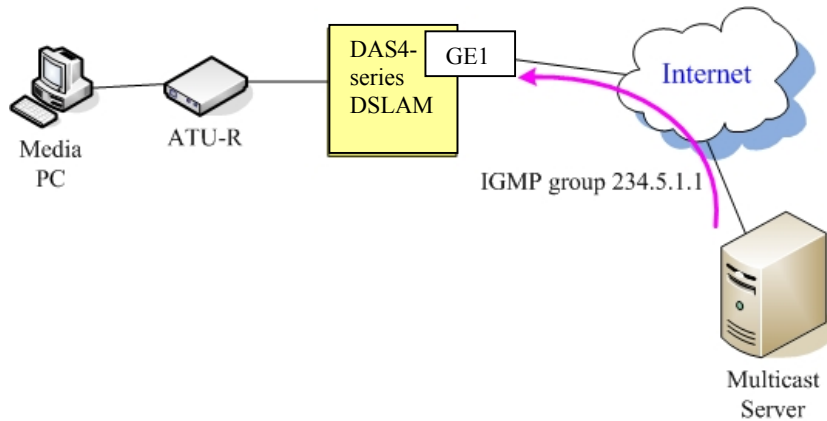 DAS4-
series
DSLAM
GE1
Internet
Media
PC
ATU-R
IGMP group 234.5.1.1
Multicast
Server